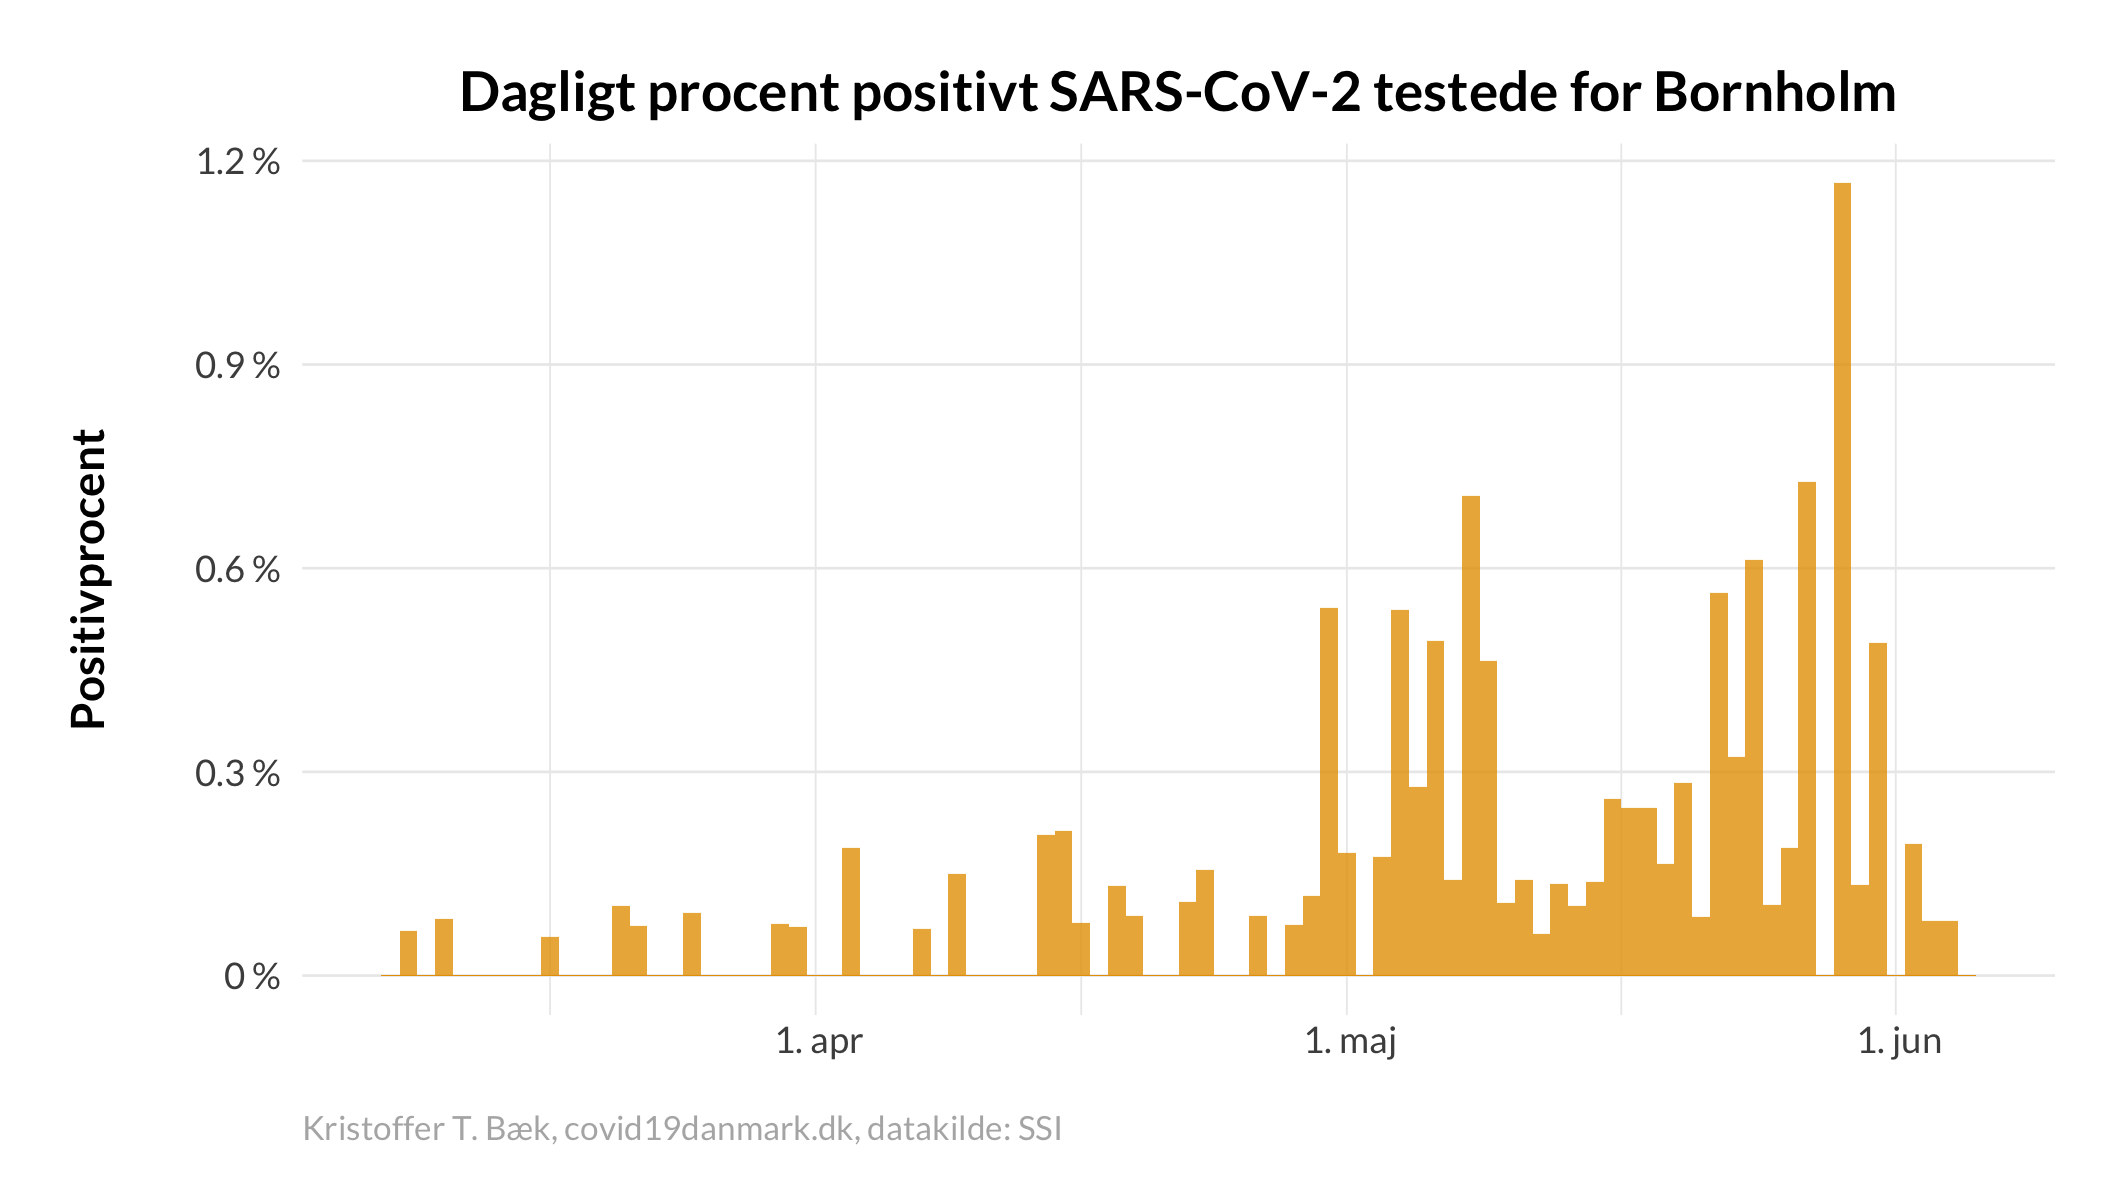 Dagligt procent positivt SARS-CoV-2 testede for Bornholm
Positivprocent
1.2 %
0.9 %
0.6 %
0.3 %
0 %
1. apr
1. maj
1. jun
Kristoffer T. Bæk, covid19danmark.dk, datakilde: SSI